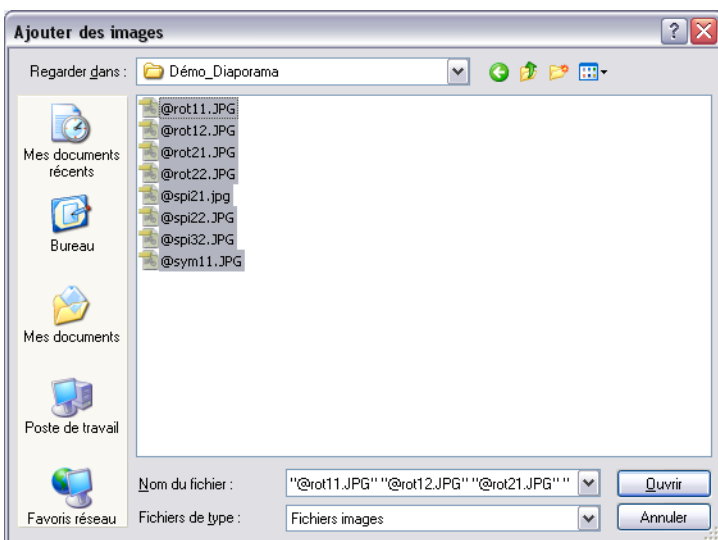 Ajouter des images
Regarder dans :
Démo_Diaporama
Mes documents
récents
Bureau
Mes documents
Poste de travail
Favoris réseau
@rot11.JPG
@rot12.JPG
@rot21.JPG
@rot22.JPG
@spi21.jpg
@spi22.JPG
@spi32.JPG
@sym11.JPG
Nom du fichier :
"@rot11.JPG" "@rot12.JPG" "@rot21.JPG" "
Ouvrir
Fichiers de type :
Fichiers images
Annuler